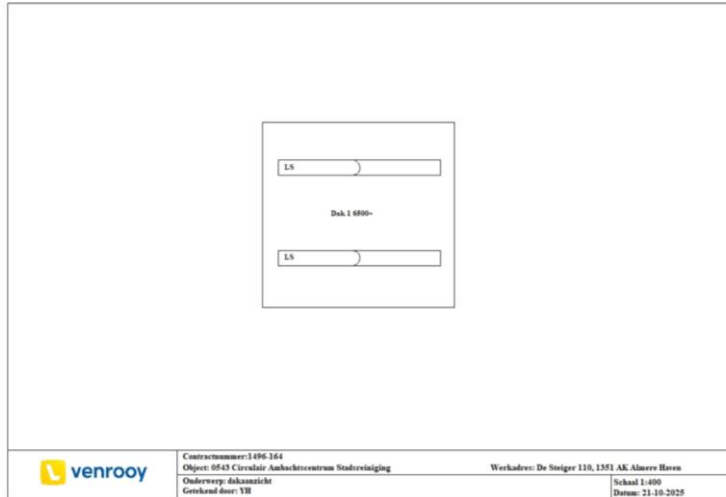 LS
Dak 1 6500+
LS
venrooy
Contractnummer:1496-164
Object: 0543 Circulair Ambachtscentrum Stadsreiniging
Werkadres: De Steiger 110, 1351 AK Almere Haven
Onderwerp: dakaanzicht
Getekend door: YH
Schaal 1:400
Datum: 21-10-2025